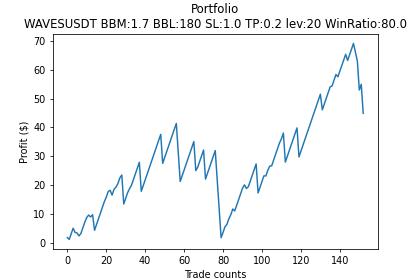 Portfolio
WAVESUSDT BBM:1.7 BBL:180 SL:1.0 TP:0.2 lev:20 WinRatio:80.0
70
60
50
40
30
20
10
0
Profit ($)
0 20 40 60 80 100 120 140
Trade counts